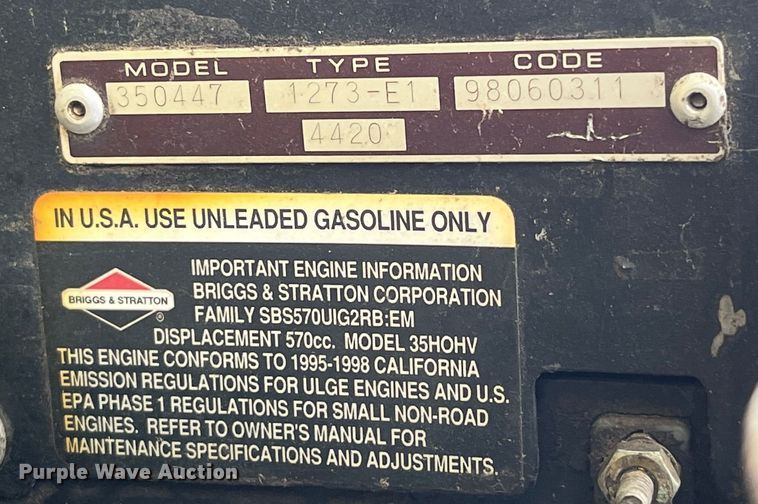 MODEL TYPE CODE
350447 1273-E1 98060311
4420
IN U.S.A. USE UNLEADED GASOLINE ONLY
IMPORTANT ENGINE INFORMATION
BRIGGS & STRATTON CORPORATION
BRIGGS & STRATTON
®
FAMILY SBS570UIG2RB:EM
DISPLACEMENT 570cc. MODEL 35HOHV
THIS ENGINE CONFORMS TO 1995-1998 CALIFORNIA
EMISSION REGULATIONS FOR ULGE ENGINES AND U.S.
EPA PHASE 1 REGULATIONS FOR SMALL NON-ROAD
ENGINES. REFER TO OWNER'S MANUAL FOR
MAINTENANCE SPECIFICATIONS AND ADJUSTMENTS.
Purple Wave Auction